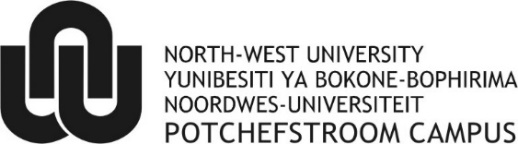 NORTH-WEST UNIVERSITY
YUNIBESITI YA BOKONE-BOPHIRIMA
NOORDWES-UNIVERSITEIT
POTCHEFSTROOM CAMPUS